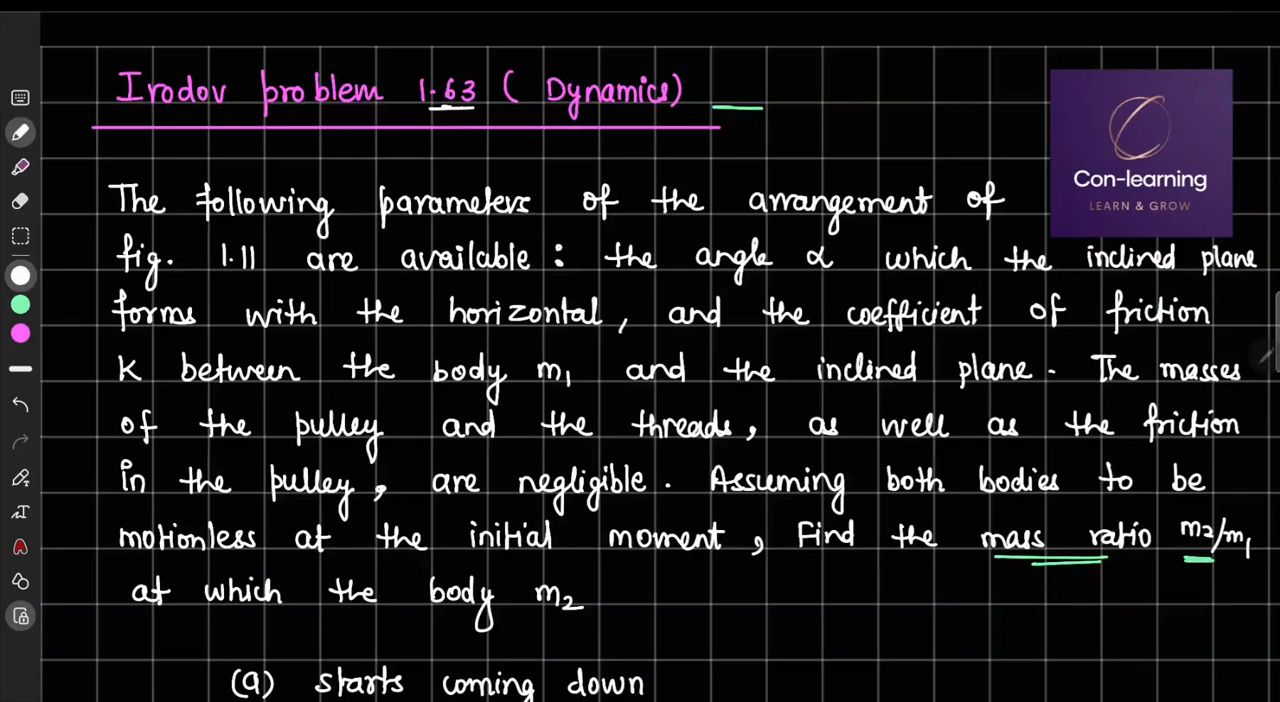 Irodov problem 1.63 ( Dynamics)
Con-learning
LEARN & GROW
The following parameters of the arrangement of
fig. 1.11 are available : the angle α which the inclined plane
forms with the horizontal, and the coefficient of friction
K between the body m₁ and the inclined plane. The masses
of the pulley and the threads, as well as the friction
in the pulley, are negligible. Assuming both bodies to be
motionless at the initial moment, Find the mass ratio m₂/m₁
at which the body m₂
(a) starts coming down